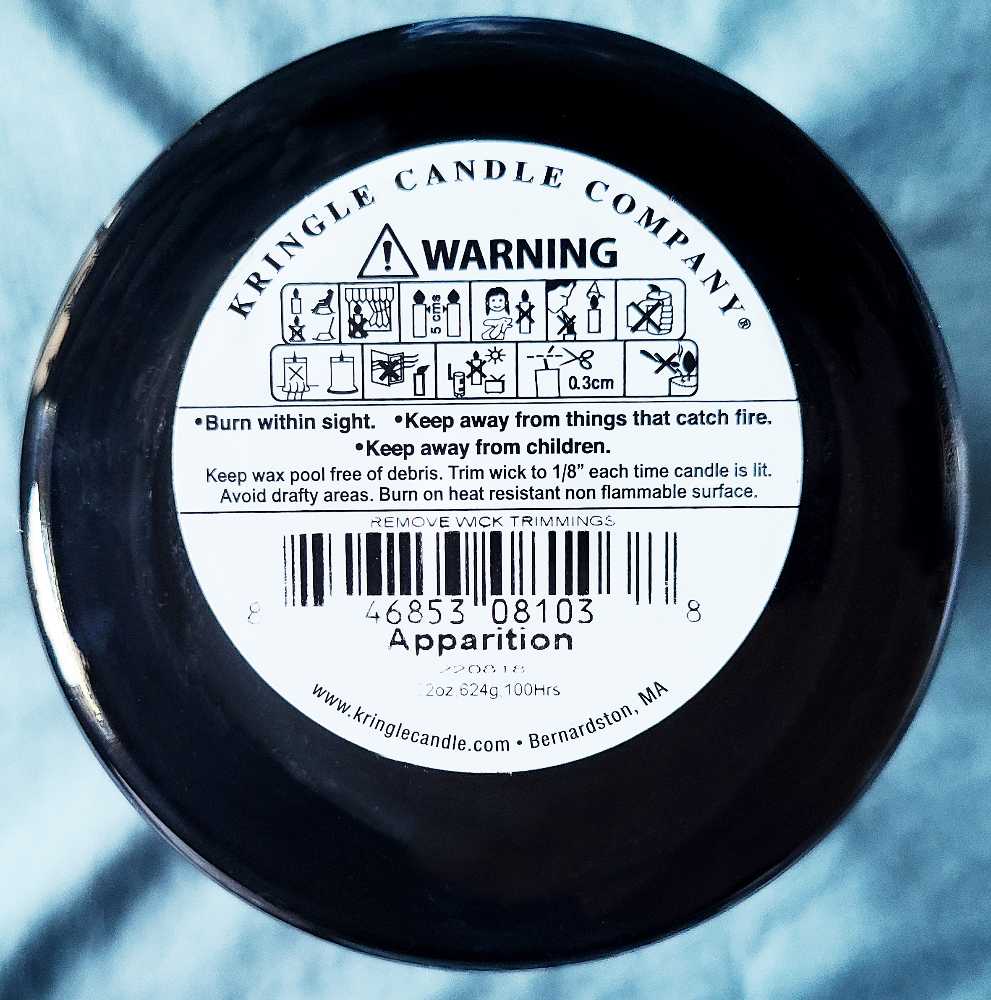 KRINGLE CANDLE COMPANY®
WARNING
5 cms
0.3cm
•Burn within sight. •Keep away from things that catch fire.
•Keep away from children.
Keep wax pool free of debris. Trim wick to 1/8” each time candle is lit.
Avoid drafty areas. Burn on heat resistant non flammable surface.
REMOVE WICK TRIMMINGS
8 46853 08103 8
Apparition
624g,100Hrs
www.kringlecandle.com • Bernardston, MA